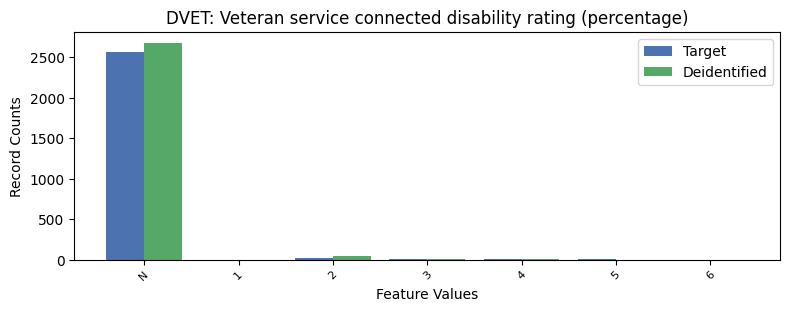 DVET: Veteran service connected disability rating (percentage)
Target
Deidentified
Record Counts
2500
2000
1500
1000
500
0
N 1 2 3 4 5 6
Feature Values